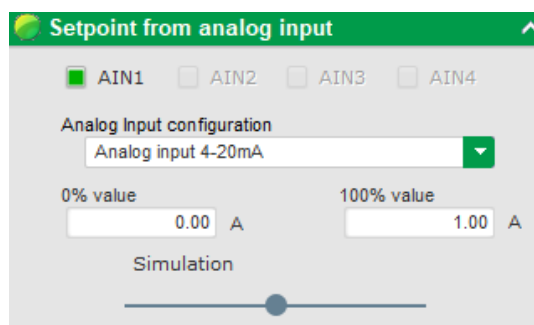 Setpoint from analog input
AIN1 AIN2 AIN3 AIN4
Analog Input configuration
Analog input 4-20mA
0% value 100% value
0.00 A 1.00 A
Simulation